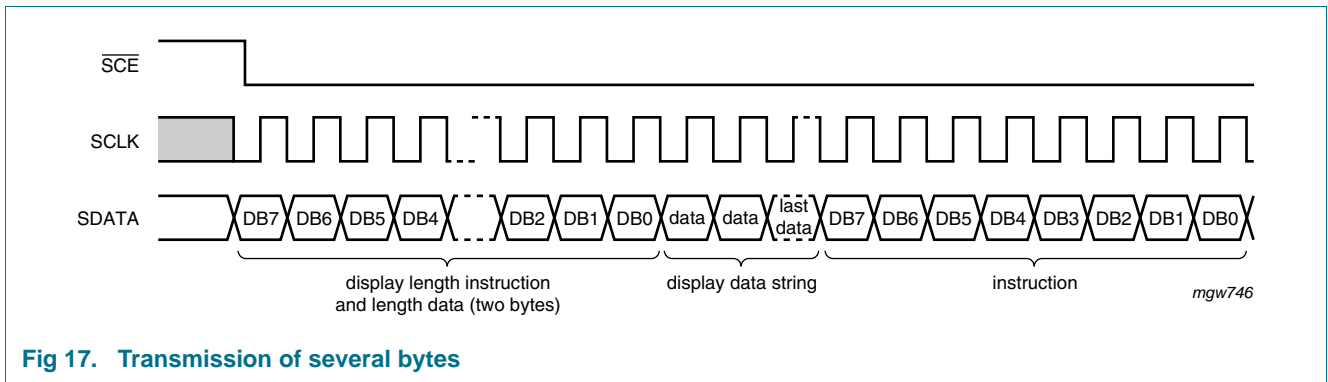 SCE
SCLK
SDATA DB7 DB6 DB5 DB4 DB2 DB1 DB0 data data last data DB7 DB6 DB5 DB4 DB3 DB2 DB1 DB0
display length instruction
and length data (two bytes)
display data string
instruction
mgw746
Fig 17. Transmission of several bytes